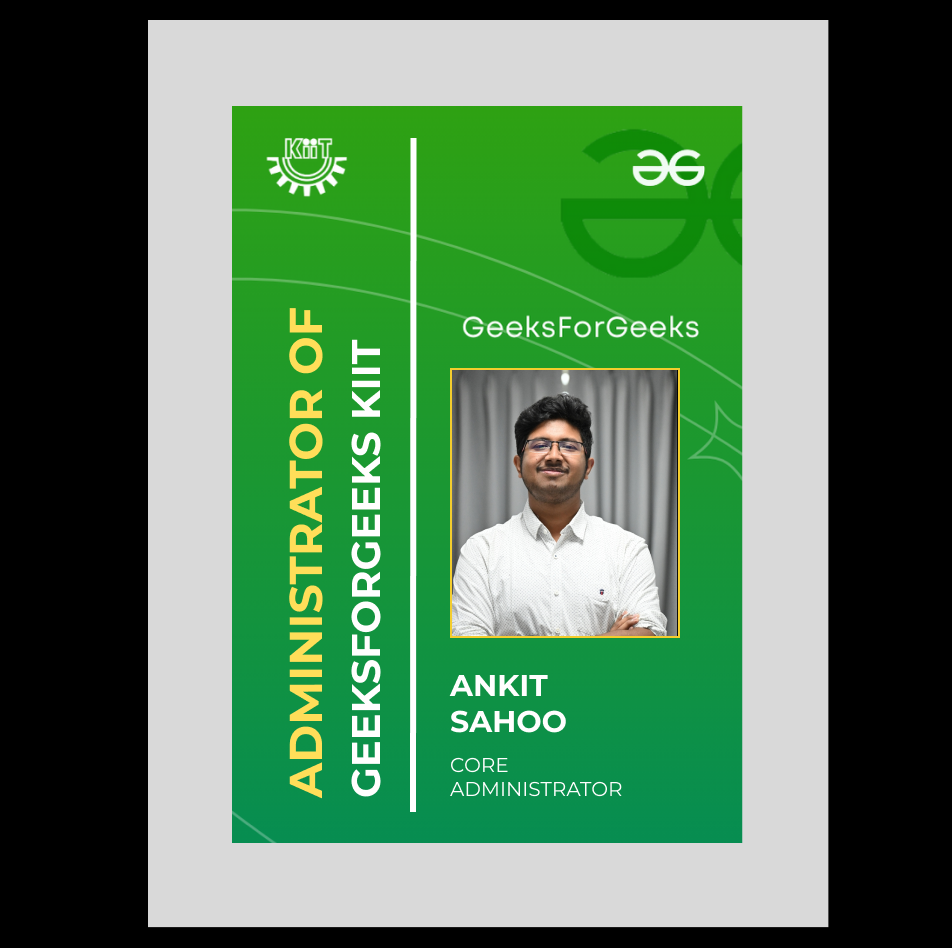 KiiT
ADMINISTRATOR OF
GEEKSFORGEEKS KIIT
GeeksForGeeks
ANKIT
SAHOO
CORE
ADMINISTRATOR